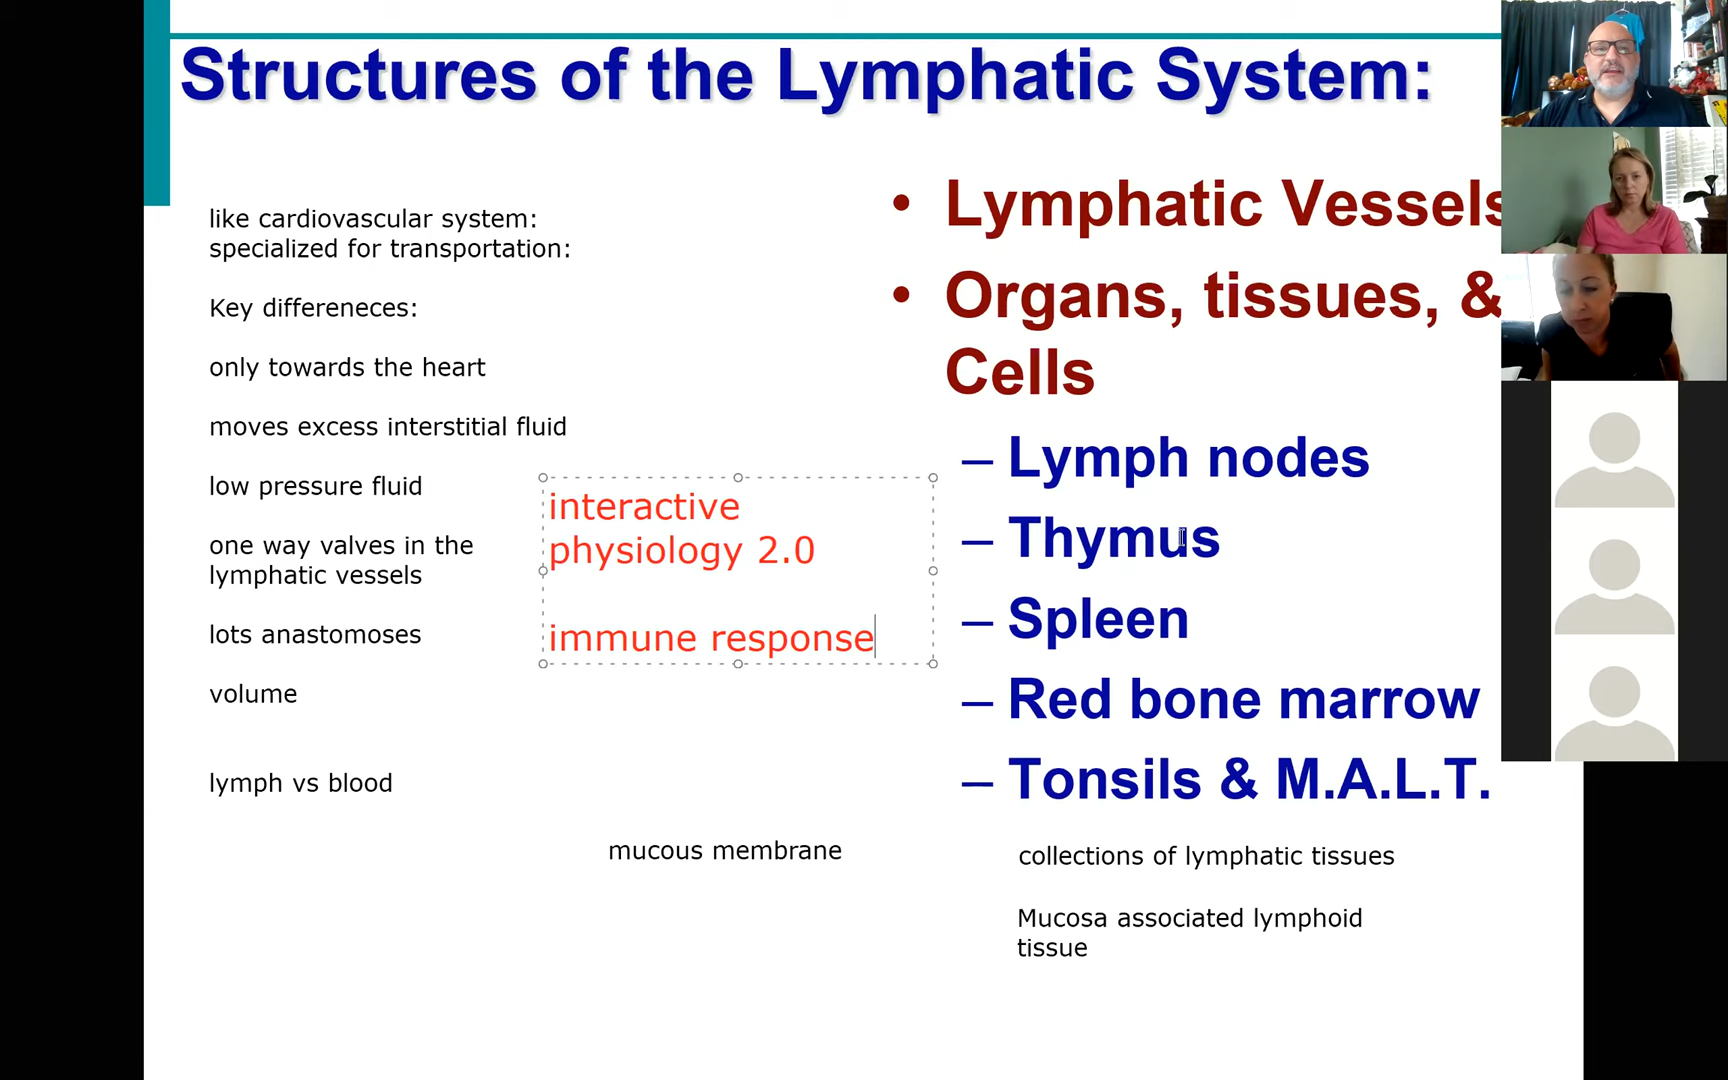 Structures of the Lymphatic System:
like cardiovascular system:
specialized for transportation:
Key differeneces:
only towards the heart
moves excess interstitial fluid
low pressure fluid
one way valves in the
lymphatic vessels
lots anastomoses
volume
lymph vs blood
interactive
physiology 2.0
immune response
mucous membrane
• Lymphatic Vessels
• Organs, tissues, &
Cells
– Lymph nodes
– Thymus
– Spleen
– Red bone marrow
– Tonsils & M.A.L.T.
collections of lymphatic tissues
Mucosa associated lymphoid
tissue